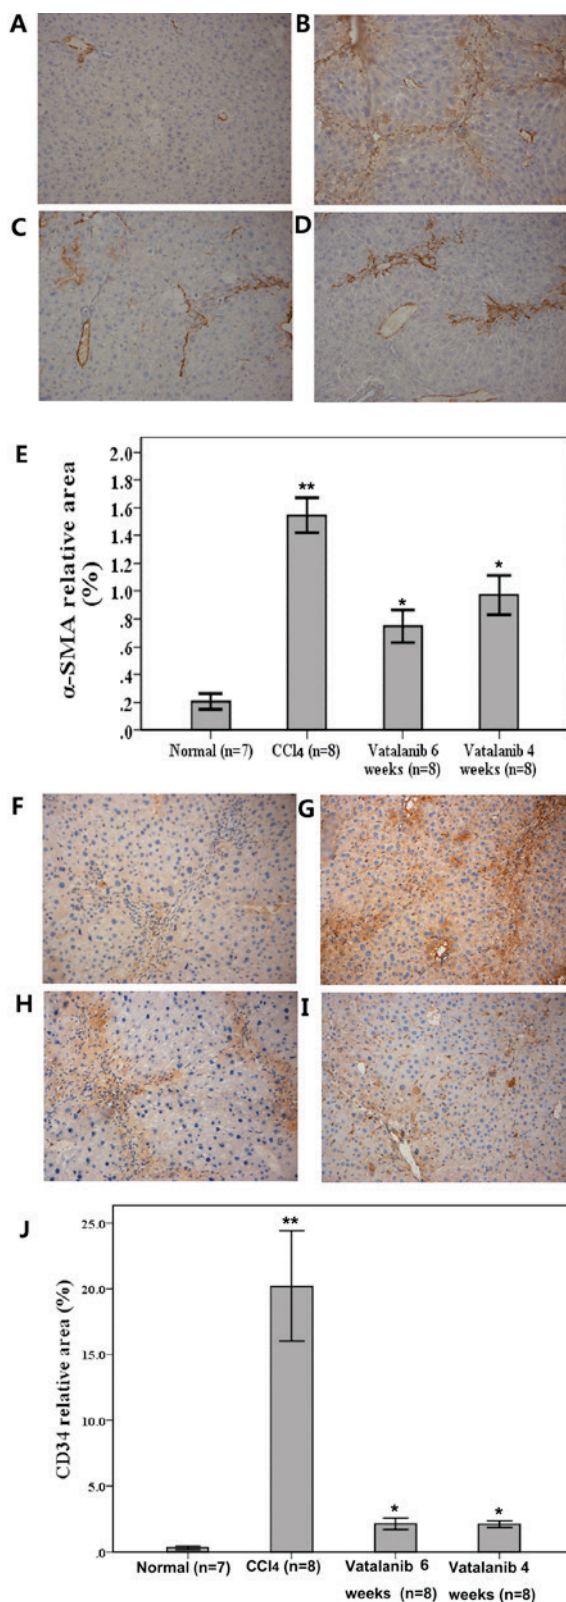 A
B
C
D
E
α-SMA relative area
(%)
2.0
1.8
1.6
1.4
1.2
1.0
.8
.6
.4
.2
.0
**
*
*
Normal (n=7)
CCl4 (n=8)
Vatalanib 6
weeks (n=8)
Vatalanib 4
weeks (n=8)
F
G
H
I
J
CD34 relative area (%)
25.0
20.0
15.0
10.0
5.0
.0
**
*
*
Normal (n=7)
CCl4 (n=8)
Vatalanib 6
weeks (n=8)
Vatalanib 4
weeks (n=8)